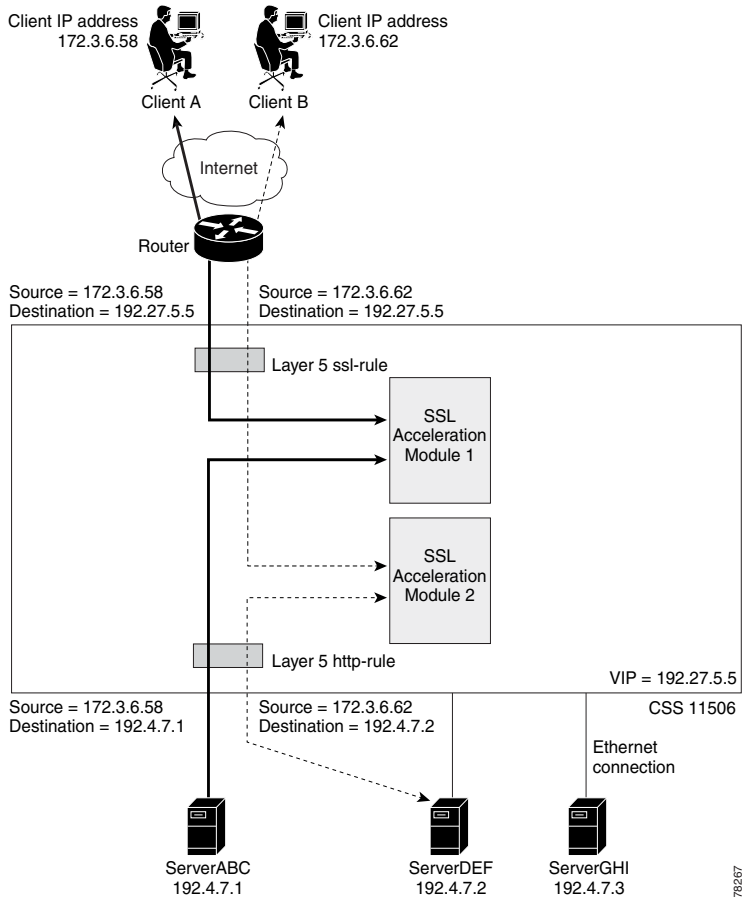 Client IP address
172.3.6.58
Client IP address
172.3.6.62
Client A
Client B
Internet
Router
Source = 172.3.6.58
Destination = 192.27.5.5
Source = 172.3.6.62
Destination = 192.27.5.5
Layer 5 ssl-rule
SSL
Acceleration
Module 1
SSL
Acceleration
Module 2
Layer 5 http-rule
VIP = 192.27.5.5
Source = 172.3.6.58
Destination = 192.4.7.1
Source = 172.3.6.62
Destination = 192.4.7.2
CSS 11506
Ethernet
connection
ServerABC
192.4.7.1
ServerDEF
192.4.7.2
ServerGHI
192.4.7.3
78267